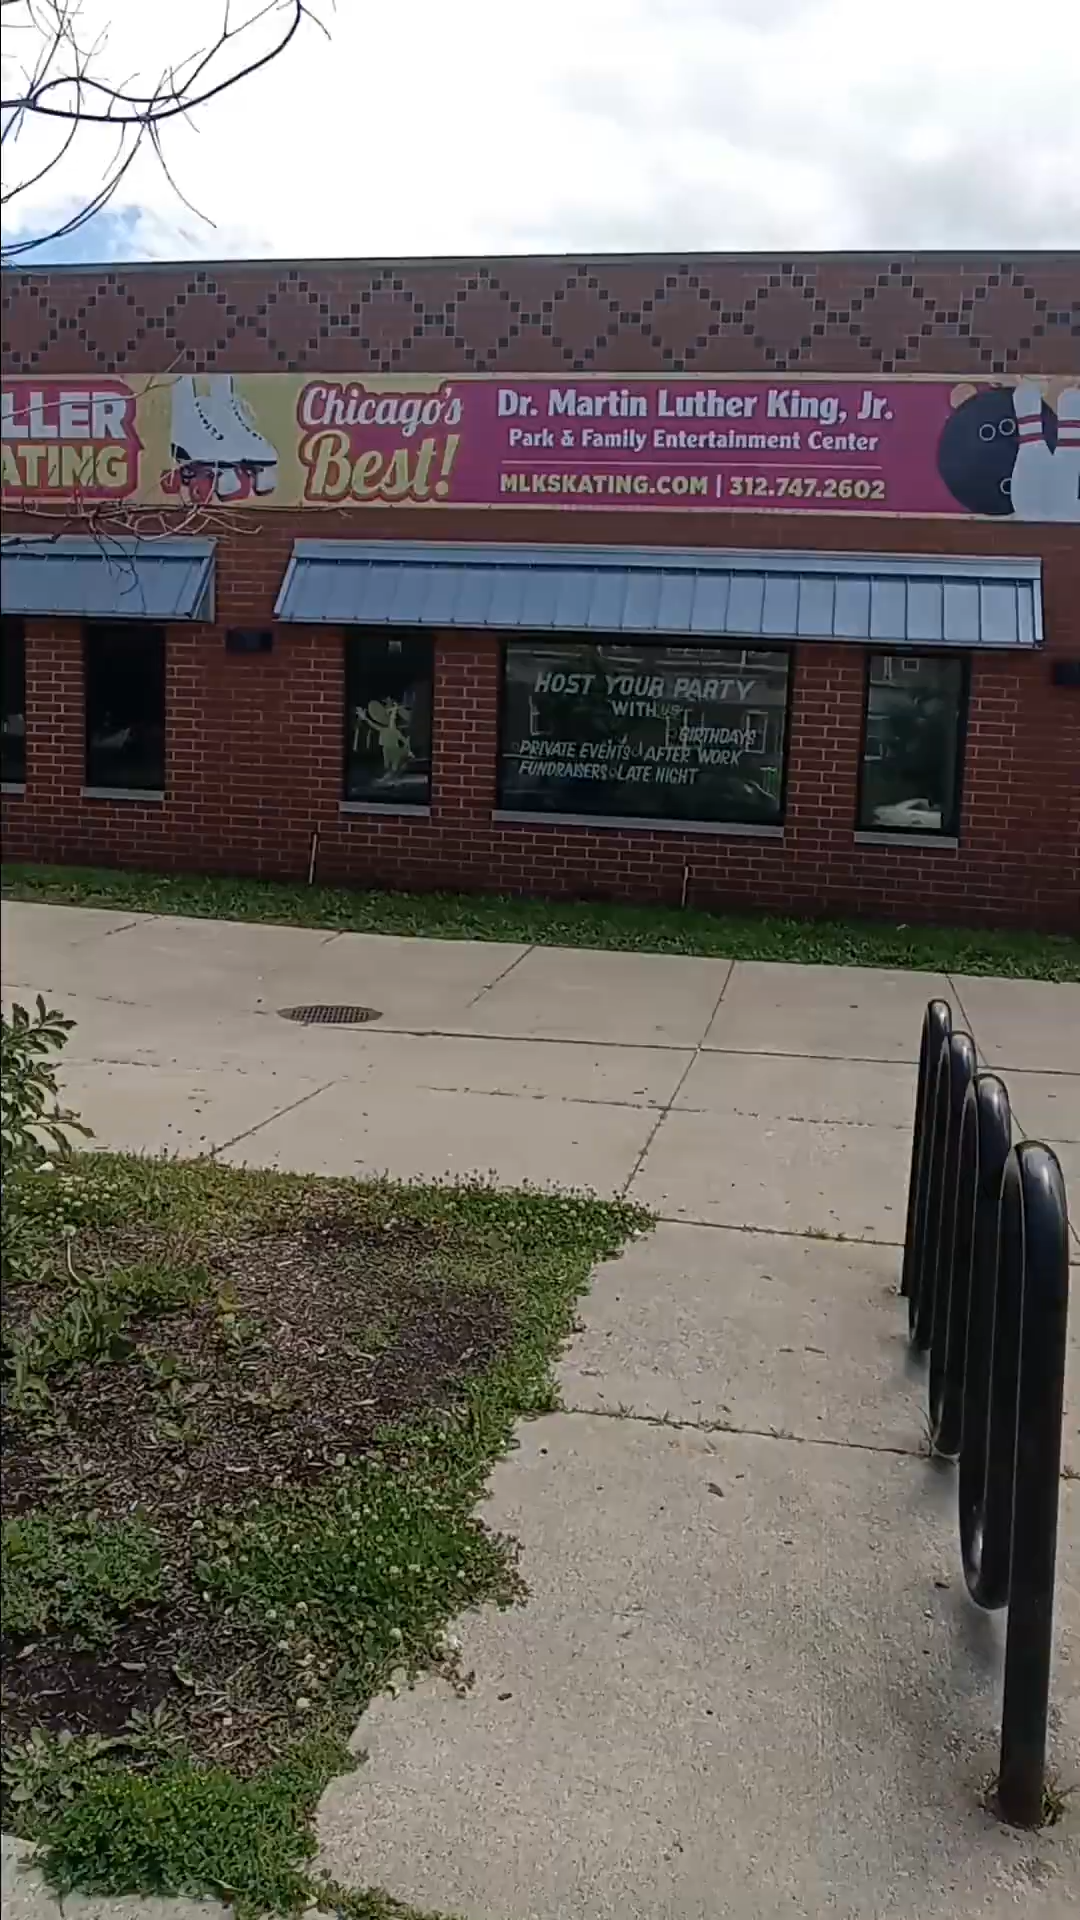 LLER
ATING
Chicago's
Best!
Dr. Martin Luther King, Jr.
Park & Family Entertainment Center
MLKSKATING.COM | 312.747.2602
HOST YOUR PARTY
WITH US
BIRTHDAYS
PRIVATE EVENTS AFTER WORK
FUNDRAISERS LATE NIGHT